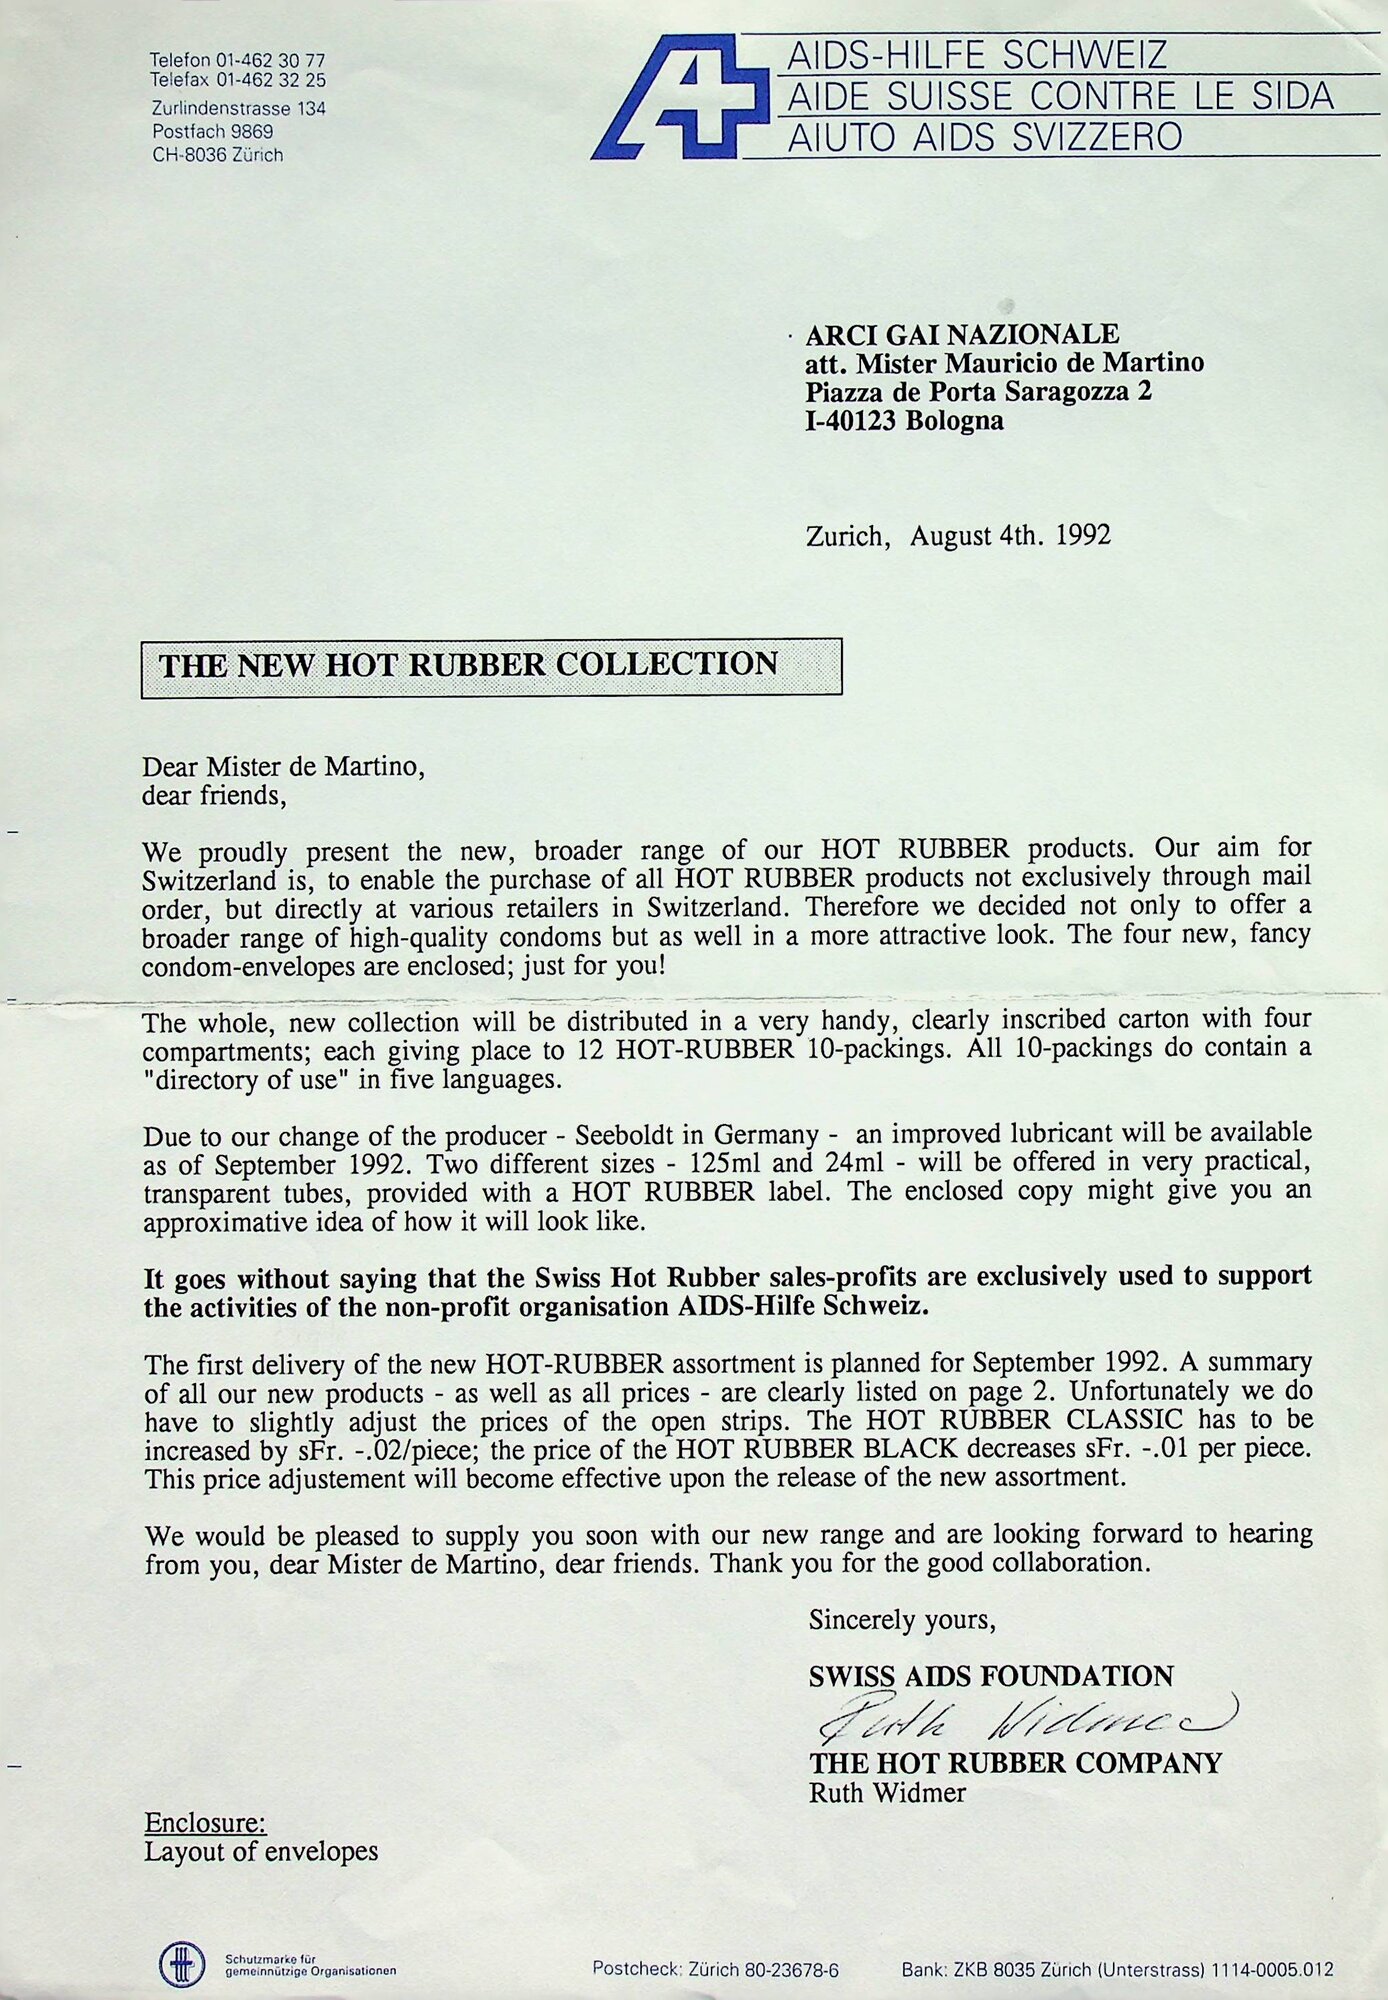 Telefon 01-462 30 77
Telefax 01-462 32 25
Zurlindenstrasse 134
Postfach 9869
CH-8036 Zürich
AIDS-HILFE SCHWEIZ
AIDE SUISSE CONTRE LE SIDA
AIUTO AIDS SVIZZERO
ARCI GAI NAZIONALE
att. Mister Mauricio de Martino
Piazza de Porta Saragozza 2
I-40123 Bologna
Zurich, August 4th. 1992
THE NEW HOT RUBBER COLLECTION
Dear Mister de Martino,
dear friends,
We proudly present the new, broader range of our HOT RUBBER products. Our aim for
Switzerland is, to enable the purchase of all HOT RUBBER products not exclusively through mail
order, but directly at various retailers in Switzerland. Therefore we decided not only to offer a
broader range of high-quality condoms but as well in a more attractive look. The four new, fancy
condom-envelopes are enclosed; just for you!
The whole, new collection will be distributed in a very handy, clearly inscribed carton with four
compartments; each giving place to 12 HOT-RUBBER 10-packings. All 10-packings do contain a
"directory of use" in five languages.
Due to our change of the producer - Seeboldt in Germany - an improved lubricant will be available
as of September 1992. Two different sizes - 125ml and 24ml - will be offered in very practical,
transparent tubes, provided with a HOT RUBBER label. The enclosed copy might give you an
approximative idea of how it will look like.
It goes without saying that the Swiss Hot Rubber sales-profits are exclusively used to support
the activities of the non-profit organisation AIDS-Hilfe Schweiz.
The first delivery of the new HOT-RUBBER assortment is planned for September 1992. A summary
of all our new products - as well as all prices - are clearly listed on page 2. Unfortunately we do
have to slightly adjust the prices of the open strips. The HOT RUBBER CLASSIC has to be
increased by sFr. -.02/piece; the price of the HOT RUBBER BLACK decreases sFr. -.01 per piece.
This price adjustement will become effective upon the release of the new assortment.
We would be pleased to supply you soon with our new range and are looking forward to hearing
from you, dear Mister de Martino, dear friends. Thank you for the good collaboration.
Sincerely yours,
SWISS AIDS FOUNDATION
Ruth Widmer
THE HOT RUBBER COMPANY
Ruth Widmer
Enclosure:
Layout of envelopes
Schutzmarke für
gemeinnützige Organisationen
Postcheck: Zürich 80-23678-6
Bank: ZKB 8035 Zürich (Unterstrass) 1114-0005.012